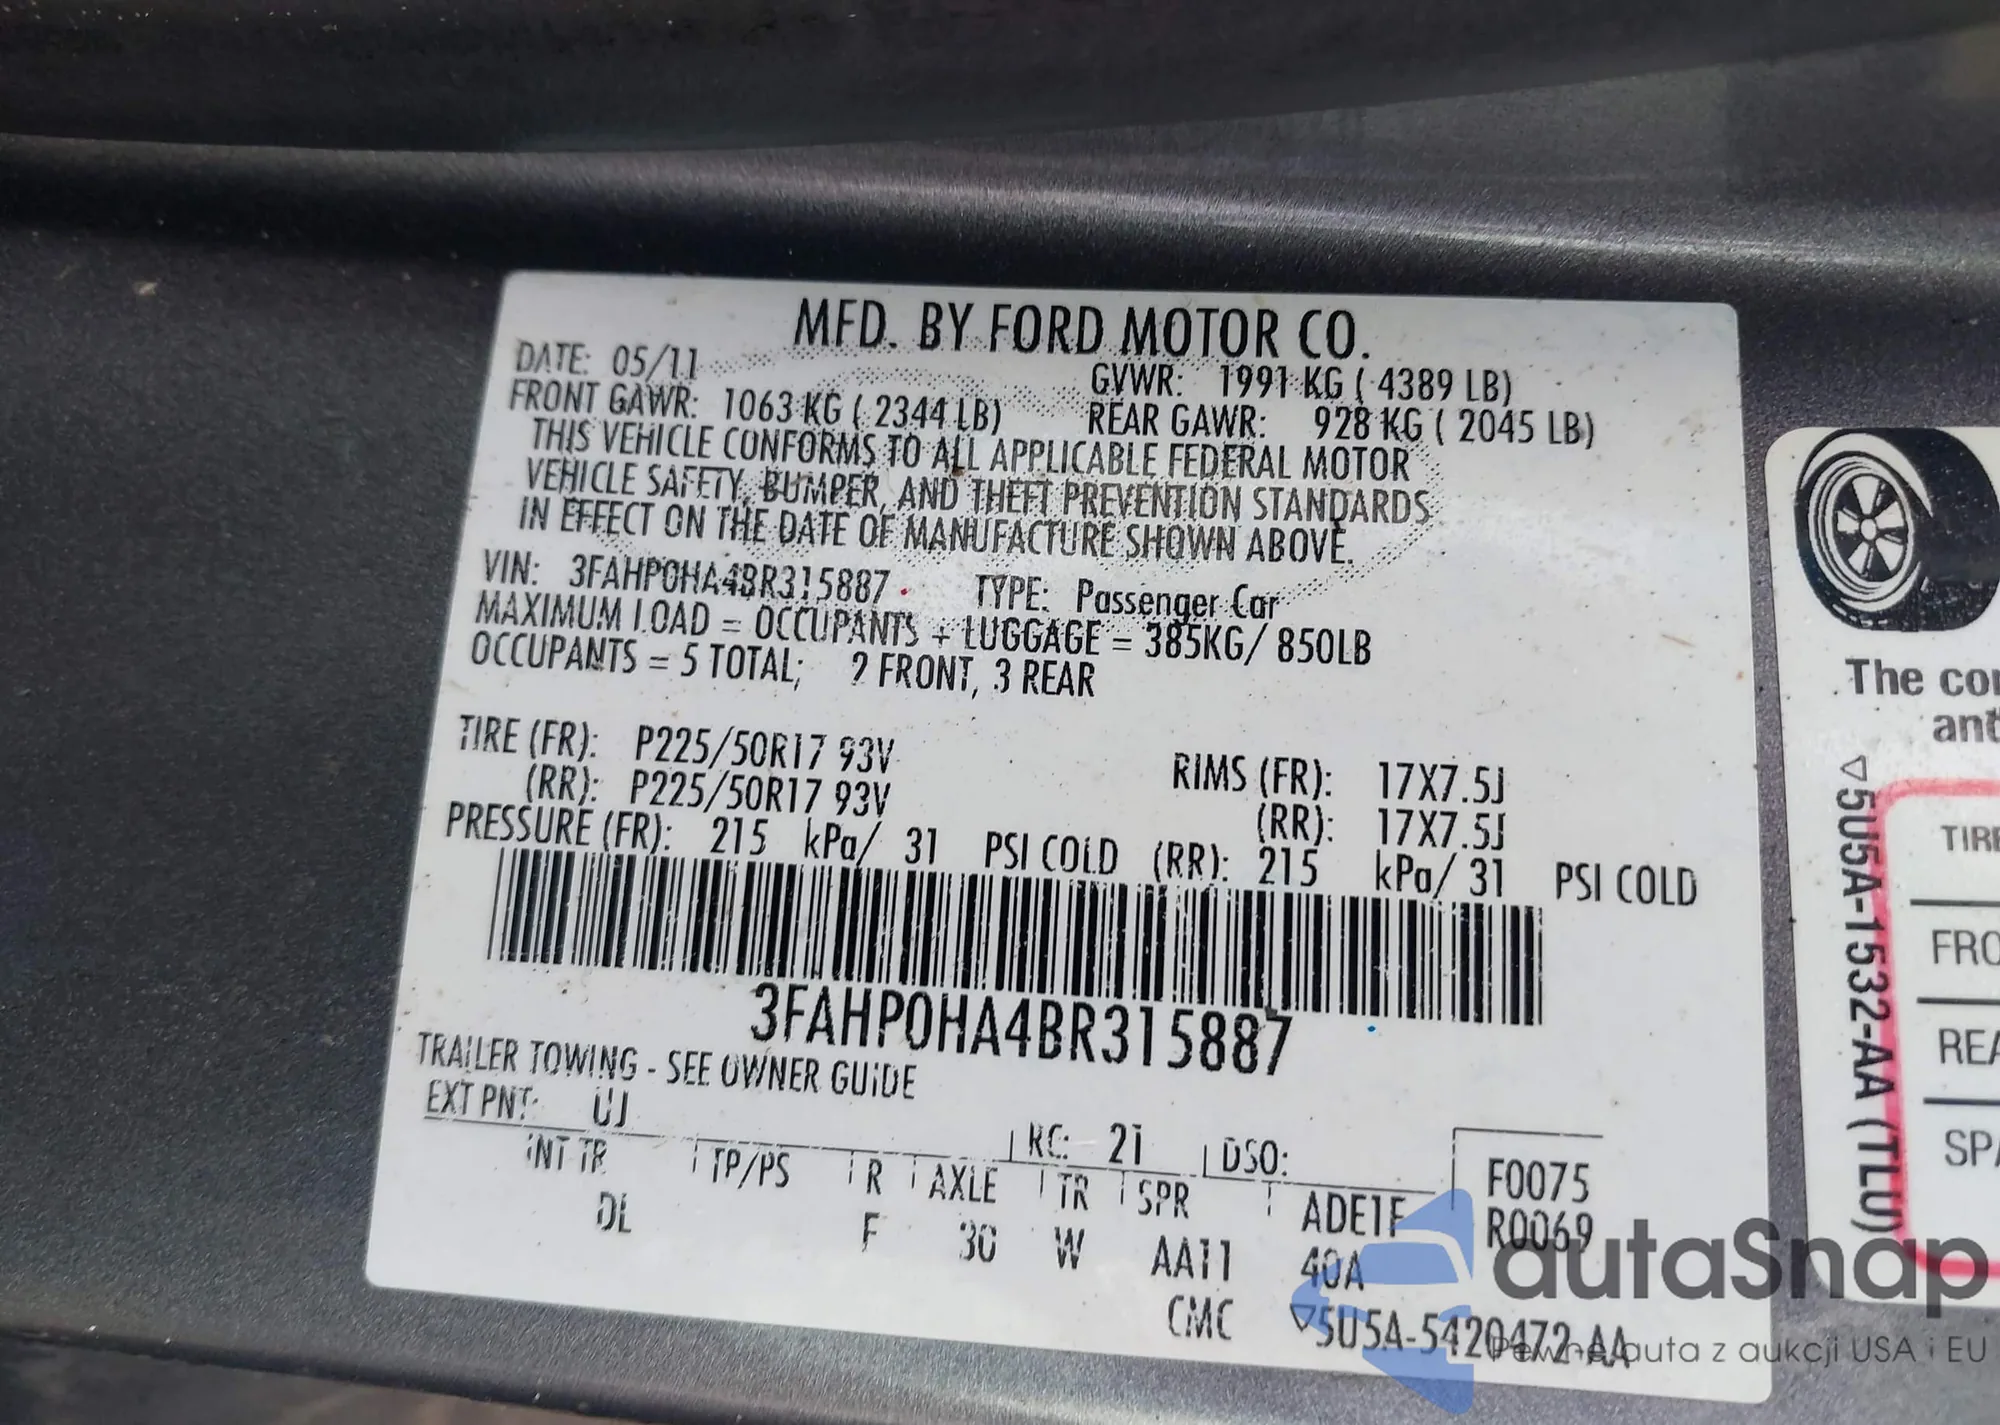 MFD. BY FORD MOTOR CO.
DATE: 05/11
GVWR: 1991 KG ( 4389 LB)
FRONT GAWR: 1063 KG ( 2344 LB)
REAR GAWR: 928 KG ( 2045 LB)
THIS VEHICLE CONFORMS TO ALL APPLICABLE FEDERAL MOTOR
VEHICLE SAFETY, BUMPER, AND THEFT PREVENTION STANDARDS
IN EFFECT ON THE DATE OF MANUFACTURE SHOWN ABOVE.
VIN: 3FAHP0HA4BR315887 TYPE: Passenger Car
MAXIMUM LOAD = OCCUPANTS + LUGGAGE = 385KG/ 850LB
OCCUPANTS = 5 TOTAL; 2 FRONT, 3 REAR
TIRE (FR): P225/50R17 93V RIMS (FR): 17X7.5J
(RR): P225/50R17 93V (RR): 17X7.5J
PRESSURE (FR): 215 kPa/ 31 PSI COLD (RR): 215 kPa/ 31 PSI COLD
3FAHP0HA4BR315887
TRAILER TOWING - SEE OWNER GUIDE
EXT PNT: UJ RC: 21 DSO:
INT TR TP/PS R AXLE TR SPR ADE1F F0075
DL F 30 W AA11 40A R0069
CMC ▽5U5A-5420472-AA
The
▽5U5A-1532-AA (TLU)
autaSnap
Pewne auta z aukcji USA i EU